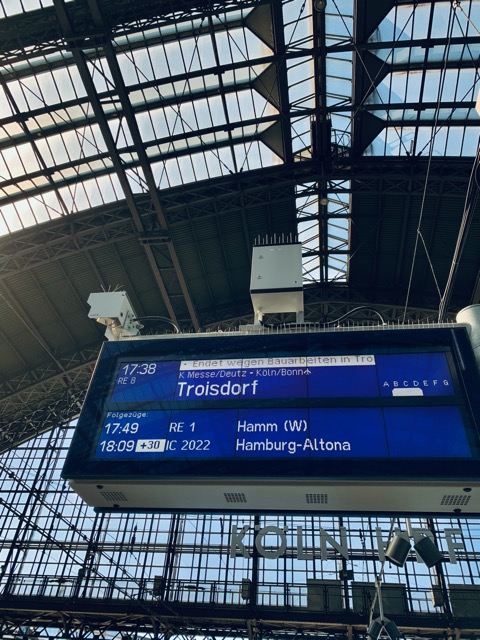 17:38 - Endet wegen Bauarbeiten in Tro
RE 8 K Messe/Deutz - Köln/Bonn
Troisdorf A B C D E F G
Folgezüge:
17:49 RE 1 Hamm (W)
18:09 +30 IC 2022 Hamburg-Altona
KÖLN